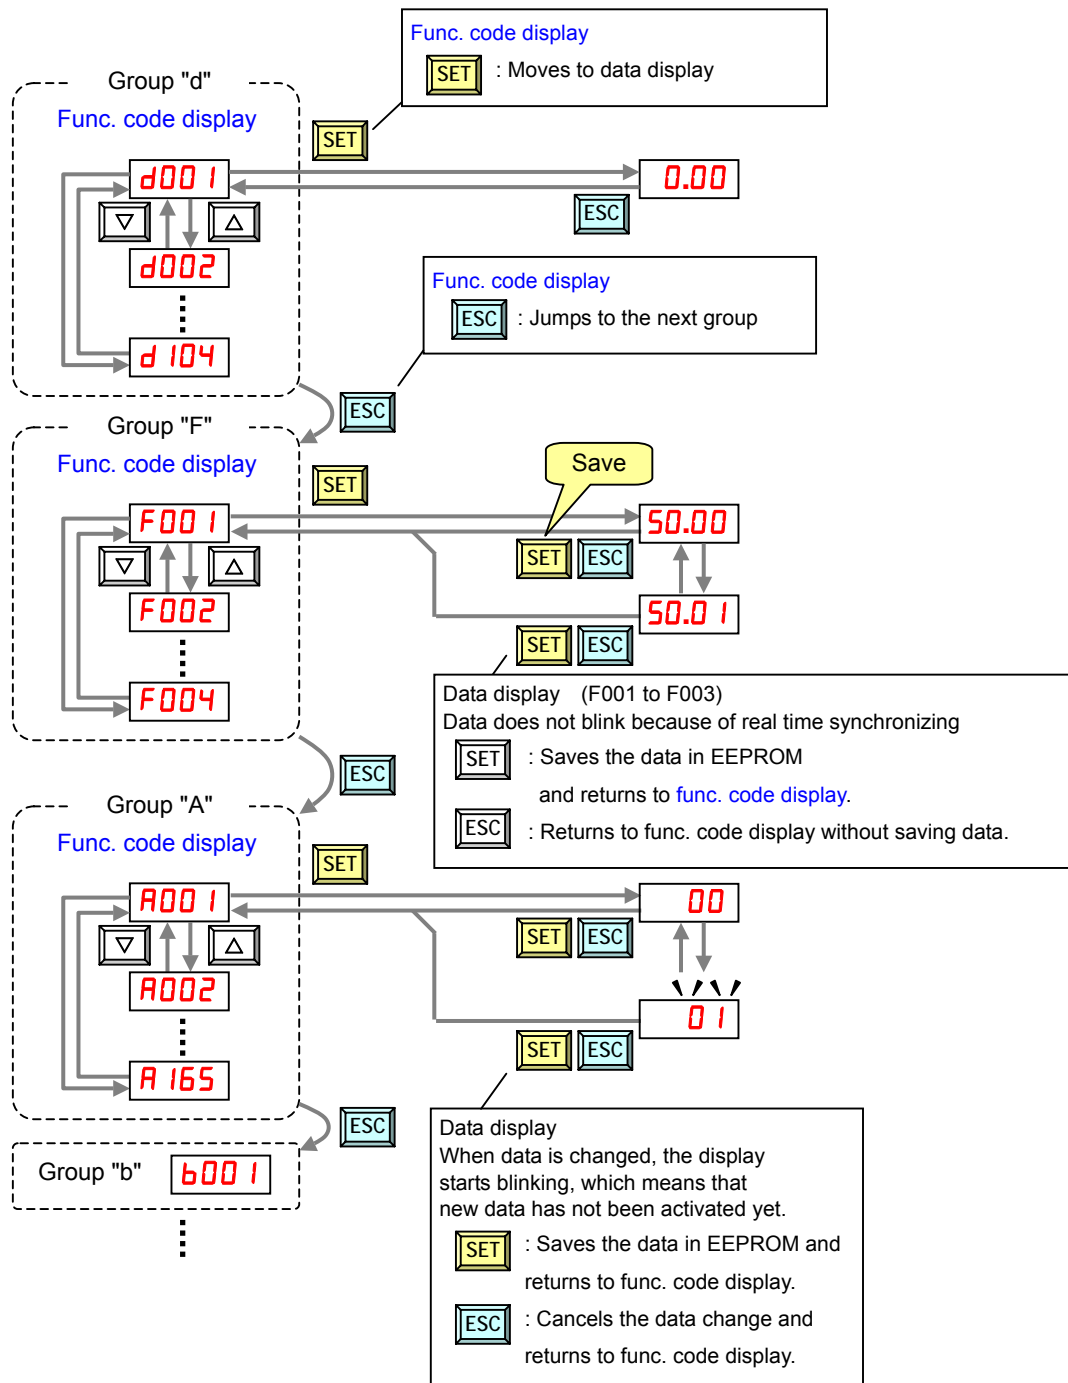 Func. code display
SET : Moves to data display
Group "d"
Func. code display
SET
d001
0.00
ESC
d002
Func. code display
ESC : Jumps to the next group
d104
ESC
Group "F"
Func. code display
SET
Save
F001
50.00
SET ESC
F002
50.01
SET ESC
F004
Data display (F001 to F003)
Data does not blink because of real time synchronizing
SET : Saves the data in EEPROM
and returns to func. code display.
ESC : Returns to func. code display without saving data.
ESC
Group "A"
Func. code display
SET
A001
00
SET ESC
A002
01
SET ESC
A165
ESC
Data display
When data is changed, the display
starts blinking, which means that
new data has not been activated yet.
SET : Saves the data in EEPROM and
returns to func. code display.
ESC : Cancels the data change and
returns to func. code display.
Group "b" b001